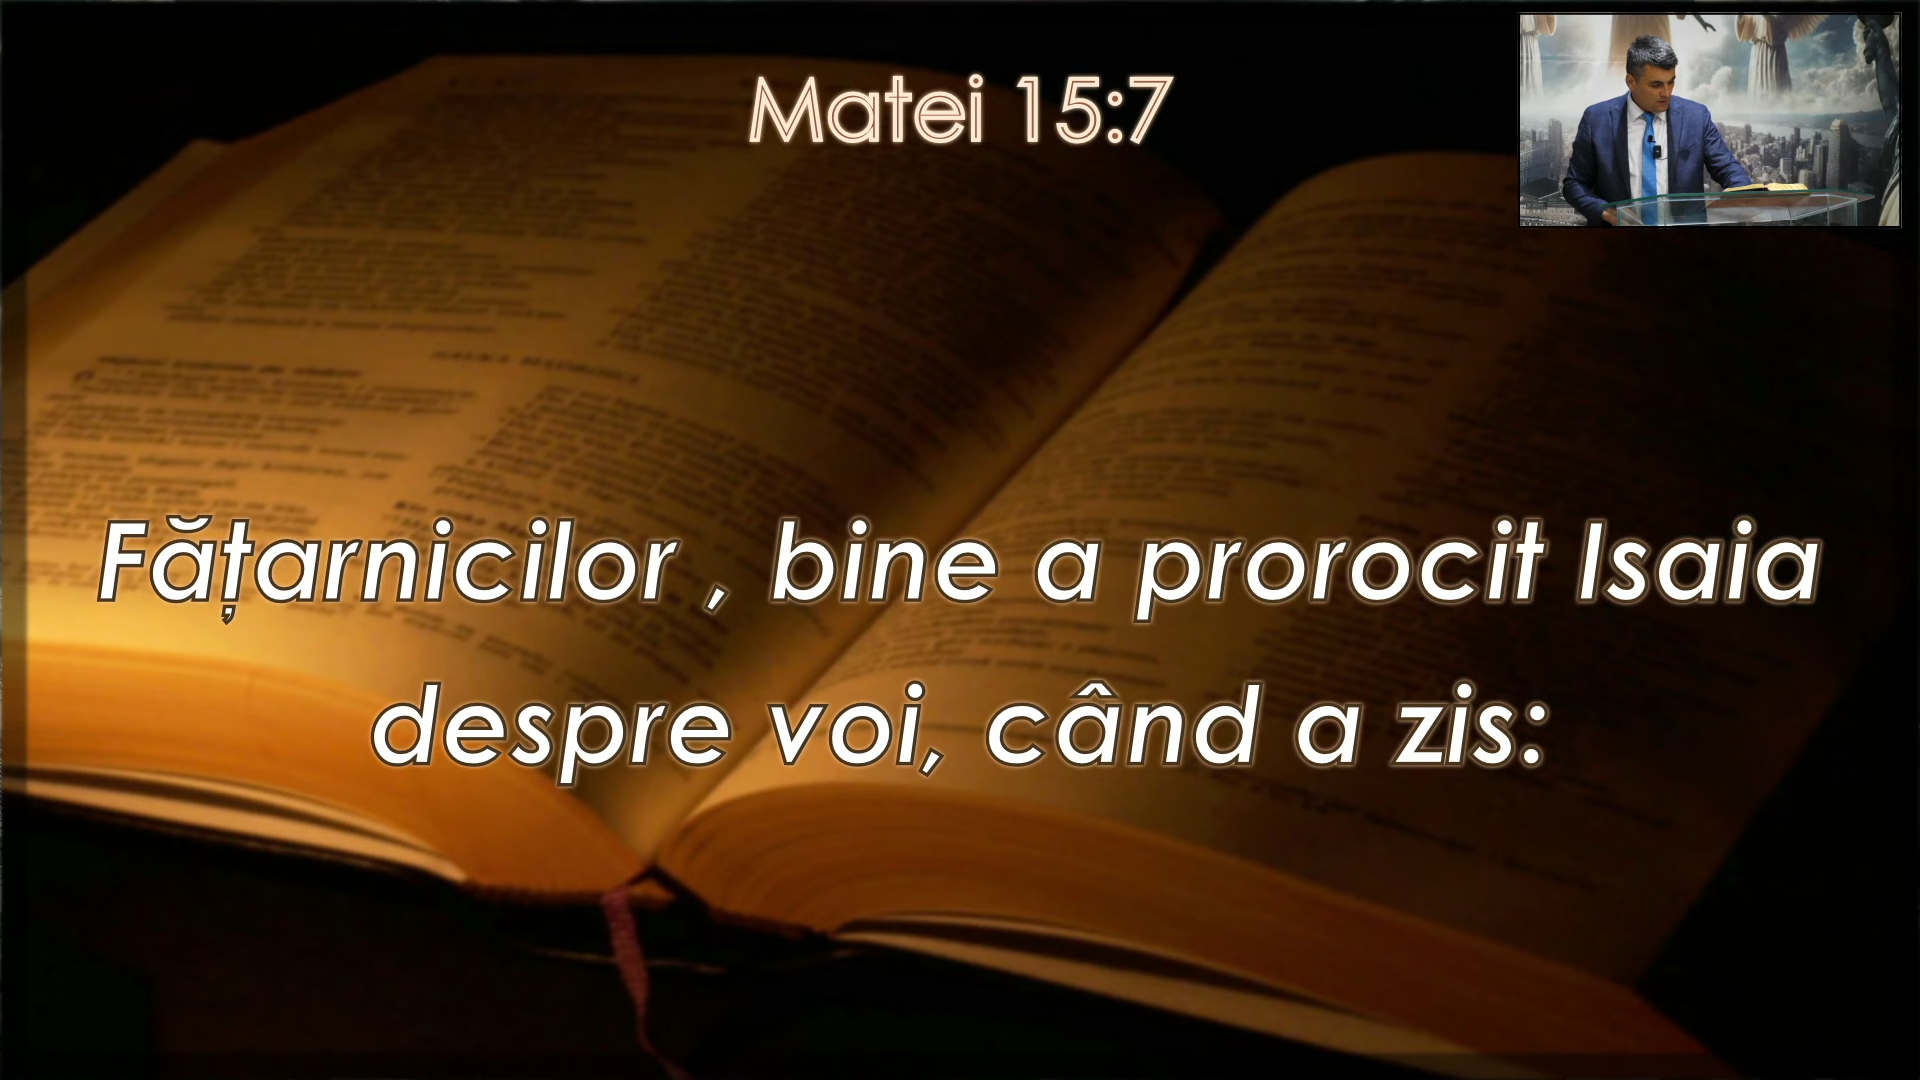 Matei 15:7
Fățarnicilor , bine a prorocit Isaia
despre voi, când a zis: